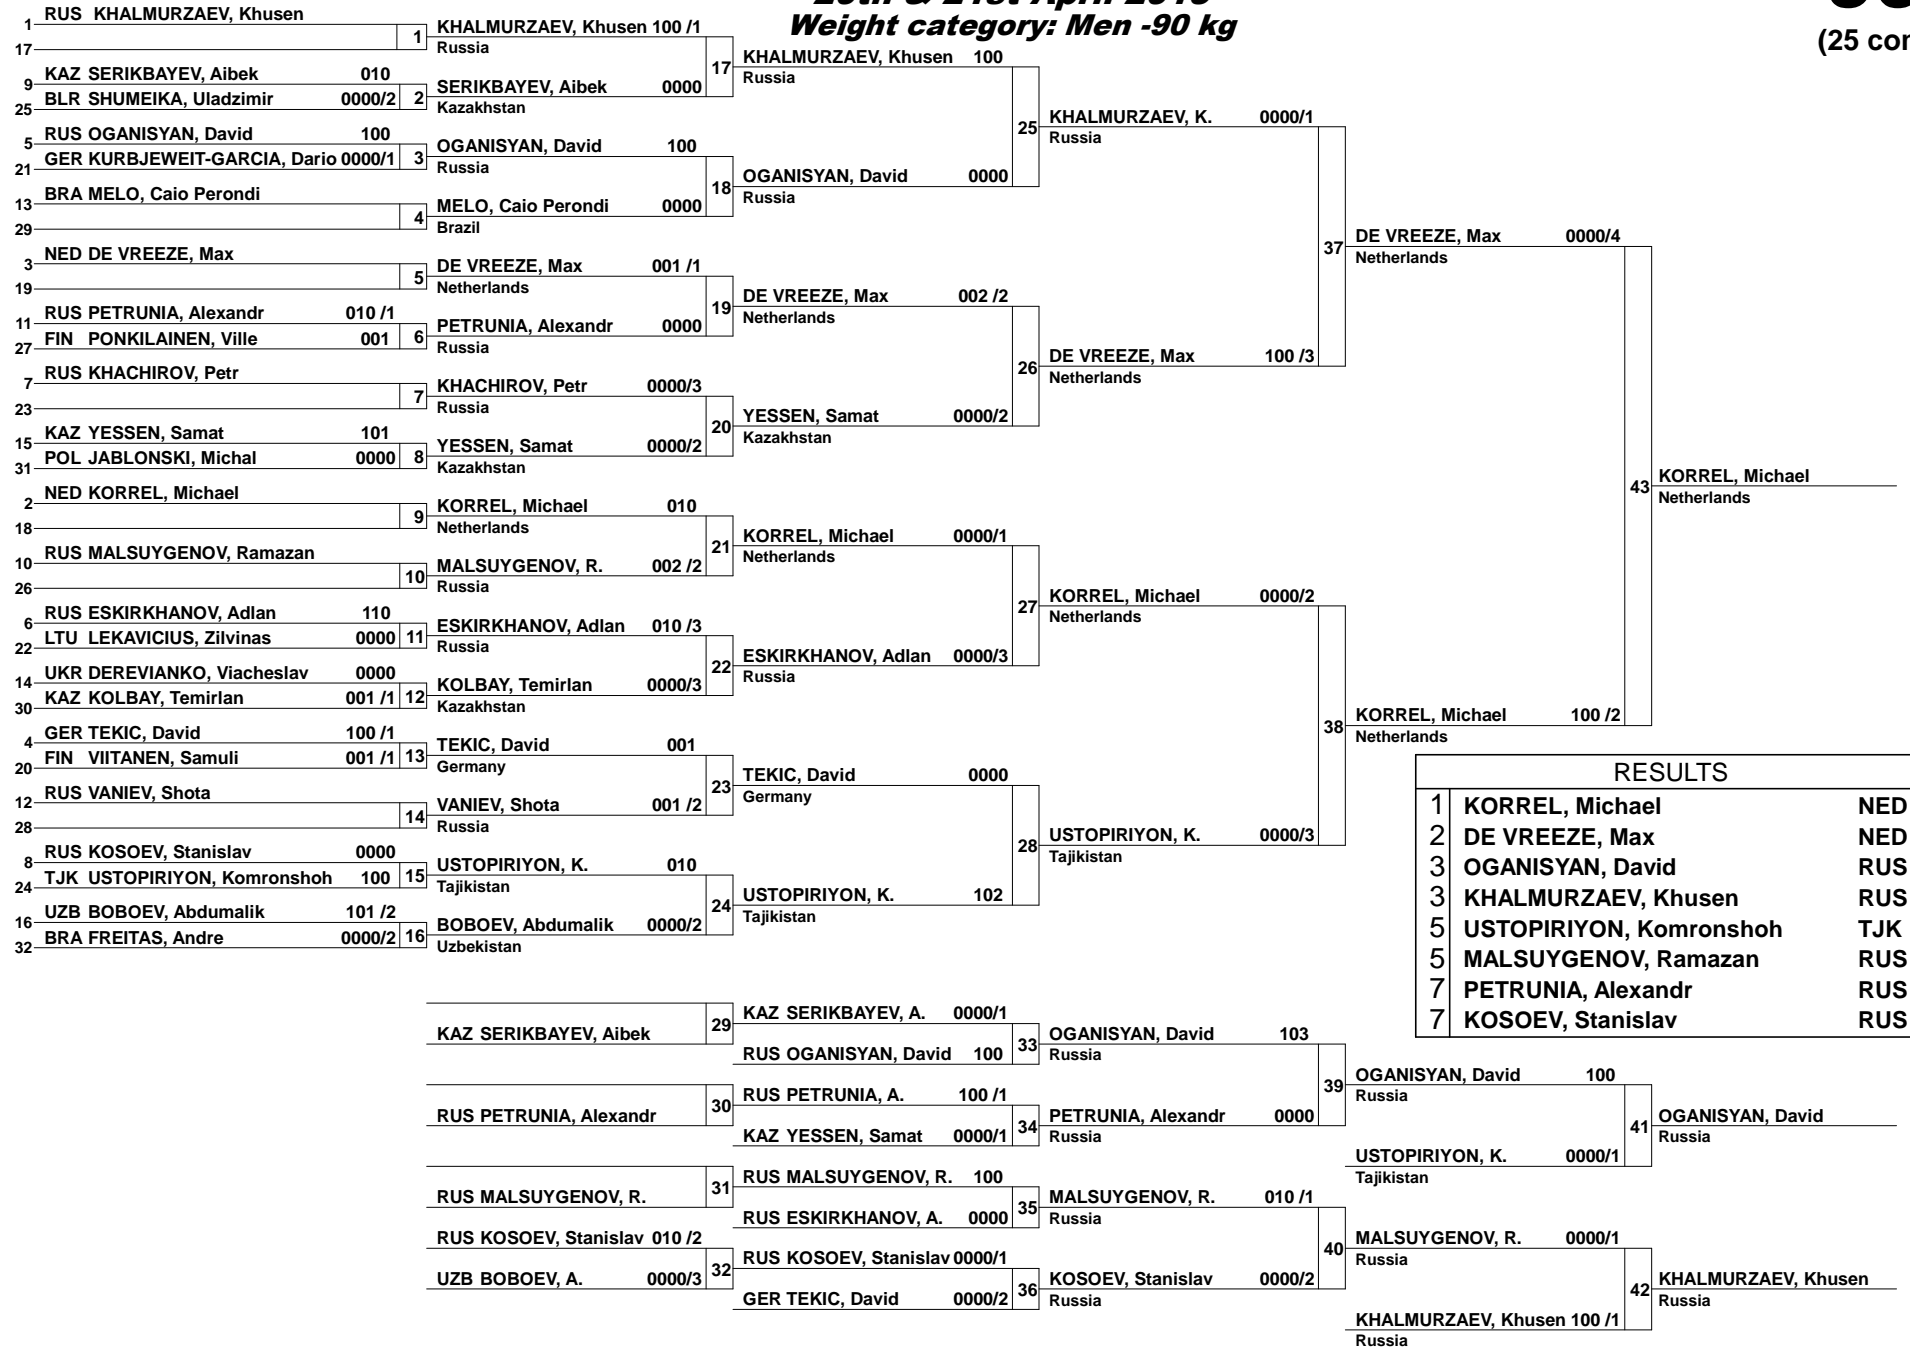 Weight category: Men -90 kg
(25 con
1 RUS KHALMURZAEV, Khusen
17
1
9 KAZ SERIKBAYEV, Aibek 010
25 BLR SHUMEIKA, Uladzimir 0000/2
2
5 RUS OGANISYAN, David 100
21 GER KURBJEWEIT-GARCIA, Dario 0000/1
3
13 BRA MELO, Caio Perondi
29
4
3 NED DE VREEZE, Max
19
5
11 RUS PETRUNIA, Alexandr 010 /1
27 FIN PONKILAINEN, Ville 001
6
7 RUS KHACHIROV, Petr
23
7
15 KAZ YESSEN, Samat 101
31 POL JABLONSKI, Michal 0000
8
2 NED KORREL, Michael
18
9
10 RUS MALSUYGENOV, Ramazan
26
10
6 RUS ESKIRKHANOV, Adlan 110
22 LTU LEKAVICIUS, Zilvinas 0000
11
14 UKR DEREVIANKO, Viacheslav 0000
30 KAZ KOLBAY, Temirlan 001 /1
12
4 GER TEKIC, David 100 /1
20 FIN VIITANEN, Samuli 001 /1
13
12 RUS VANIEV, Shota
28
14
8 RUS KOSOEV, Stanislav 0000
24 TJK USTOPIRIYON, Komronshoh 100
15
16 UZB BOBOEV, Abdumalik 101 /2
32 BRA FREITAS, Andre 0000/2
16
KHALMURZAEV, Khusen 100 /1
Russia
17
SERIKBAYEV, Aibek 0000
Kazakhstan
OGANISYAN, David 100
Russia
18
MELO, Caio Perondi 0000
Brazil
DE VREEZE, Max 001 /1
Netherlands
19
PETRUNIA, Alexandr 0000
Russia
KHACHIROV, Petr 0000/3
Russia
20
YESSEN, Samat 0000/2
Kazakhstan
KORREL, Michael 010
Netherlands
21
MALSUYGENOV, R. 002 /2
Russia
ESKIRKHANOV, Adlan 010 /3
Russia
22
KOLBAY, Temirlan 0000/3
Kazakhstan
TEKIC, David 001
Germany
23
VANIEV, Shota 001 /2
Russia
USTOPIRIYON, K. 010
Tajikistan
24
BOBOEV, Abdumalik 0000/2
Uzbekistan
KHALMURZAEV, Khusen 100
Russia
25
OGANISYAN, David 0000
Russia
DE VREEZE, Max 002 /2
Netherlands
26
YESSEN, Samat 0000/2
Kazakhstan
KORREL, Michael 0000/1
Netherlands
27
ESKIRKHANOV, Adlan 0000/3
Russia
TEKIC, David 0000
Germany
28
USTOPIRIYON, K. 102
Tajikistan
KHALMURZAEV, K. 0000/1
Russia
37
DE VREEZE, Max 100 /3
Netherlands
KORREL, Michael 0000/2
Netherlands
38
USTOPIRIYON, K. 0000/3
Tajikistan
DE VREEZE, Max 0000/4
Netherlands
43
KORREL, Michael 100 /2
Netherlands
KORREL, Michael
Netherlands
RESULTS
1 KORREL, Michael NED
2 DE VREEZE, Max NED
3 OGANISYAN, David RUS
3 KHALMURZAEV, Khusen RUS
5 USTOPIRIYON, Komronshoh TJK
5 MALSUYGENOV, Ramazan RUS
7 PETRUNIA, Alexandr RUS
7 KOSOEV, Stanislav RUS
KAZ SERIKBAYEV, Aibek
29
RUS PETRUNIA, Alexandr
30
RUS MALSUYGENOV, R.
31
RUS KOSOEV, Stanislav 010 /2
32
UZB BOBOEV, A. 0000/3
KAZ SERIKBAYEV, A. 0000/1
33
RUS OGANISYAN, David 100
RUS PETRUNIA, A. 100 /1
34
KAZ YESSEN, Samat 0000/1
RUS MALSUYGENOV, R. 100
35
RUS ESKIRKHANOV, A. 0000
RUS KOSOEV, Stanislav 0000/1
36
GER TEKIC, David 0000/2
OGANISYAN, David 103
Russia
39
PETRUNIA, Alexandr 0000
Russia
MALSUYGENOV, R. 010 /1
Russia
40
KOSOEV, Stanislav 0000/2
Russia
OGANISYAN, David 100
Russia
41
USTOPIRIYON, K. 0000/1
Tajikistan
MALSUYGENOV, R. 0000/1
Russia
42
KHALMURZAEV, Khusen 100 /1
Russia
OGANISYAN, David
Russia
KHALMURZAEV, Khusen
Russia